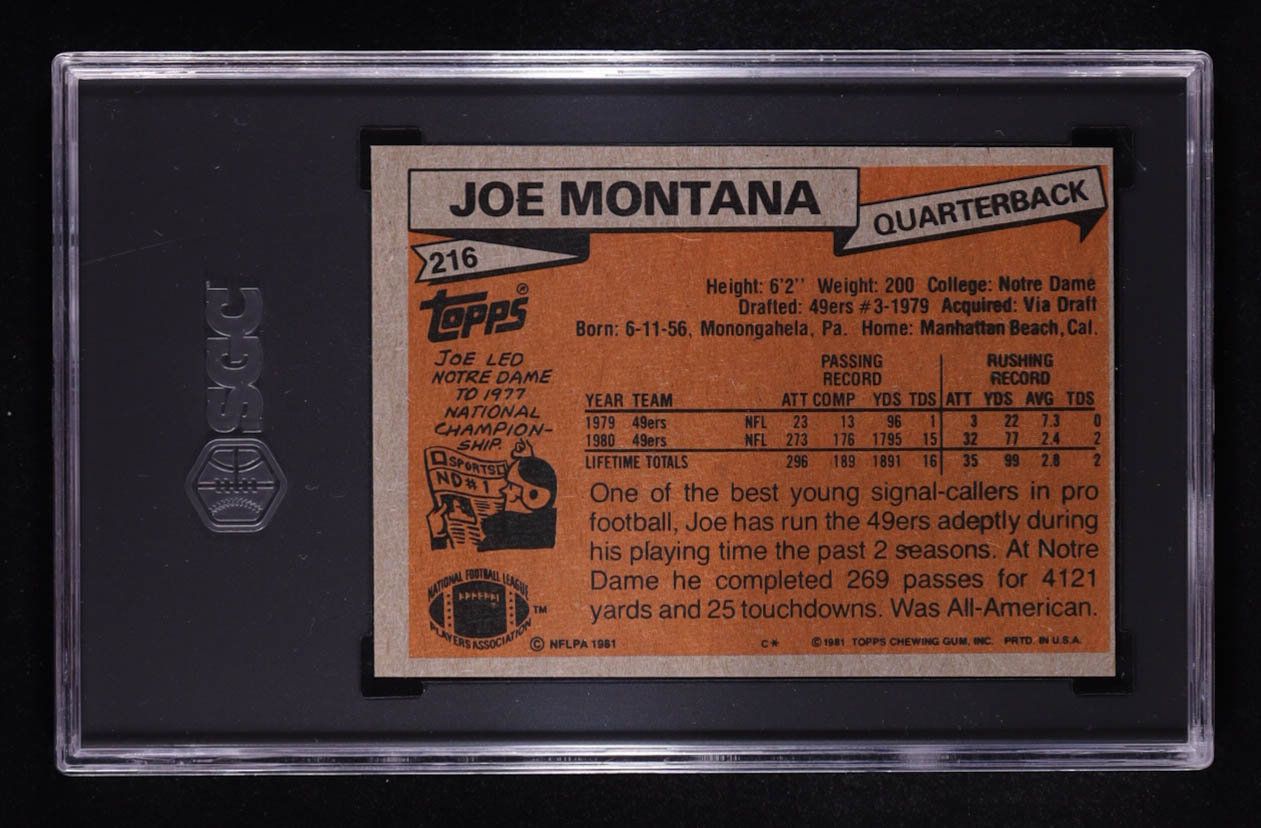 JOE MONTANA
QUARTERBACK
216
Topps®
Height: 6'2'' Weight: 200 College: Notre Dame
Drafted: 49ers #3-1979 Acquired: Via Draft
Born: 6-11-56, Monongahela, Pa. Home: Manhattan Beach, Cal.
JOE LED
NOTRE DAME
TO 1977
NATIONAL
CHAMPION-
SHIP.
SPORTS
ND#1
PASSING RUSHING
RECORD RECORD
YEAR TEAM ATT COMP YDS TDS ATT YDS AVG TDS
1979 49ers NFL 23 13 96 1 3 22 7.3 0
1980 49ers NFL 273 176 1795 15 32 77 2.4 2
LIFETIME TOTALS 296 189 1891 16 35 99 2.8 2
One of the best young signal-callers in pro
football, Joe has run the 49ers adeptly during
his playing time the past 2 seasons. At Notre
Dame he completed 269 passes for 4121
yards and 25 touchdowns. Was All-American.
NATIONAL FOOTBALL LEAGUE
PLAYERS ASSOCIATION
TM
© NFLPA 1981
C*
©1981 TOPPS CHEWING GUM, INC. PRTD. IN U.S.A.
SGC